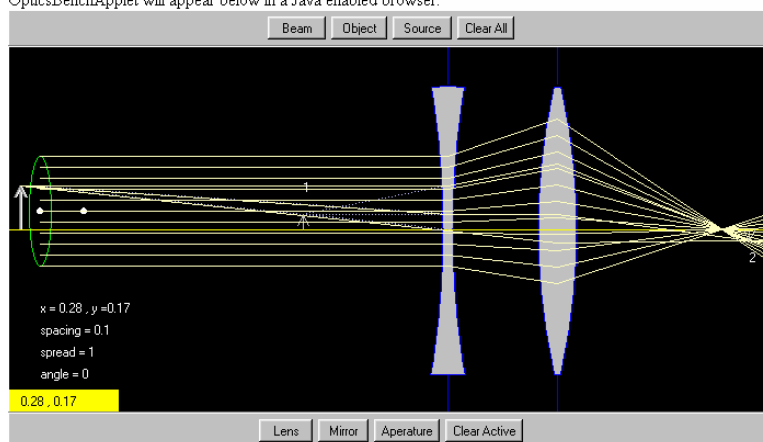 OpticsBenchApplet will appear below in a Java enabled browser.
Beam Object Source Clear All
1
2
x = 0.28 , y =0.17
spacing = 0.1
spread = 1
angle = 0
0.28 , 0.17
Lens Mirror Aperature Clear Active